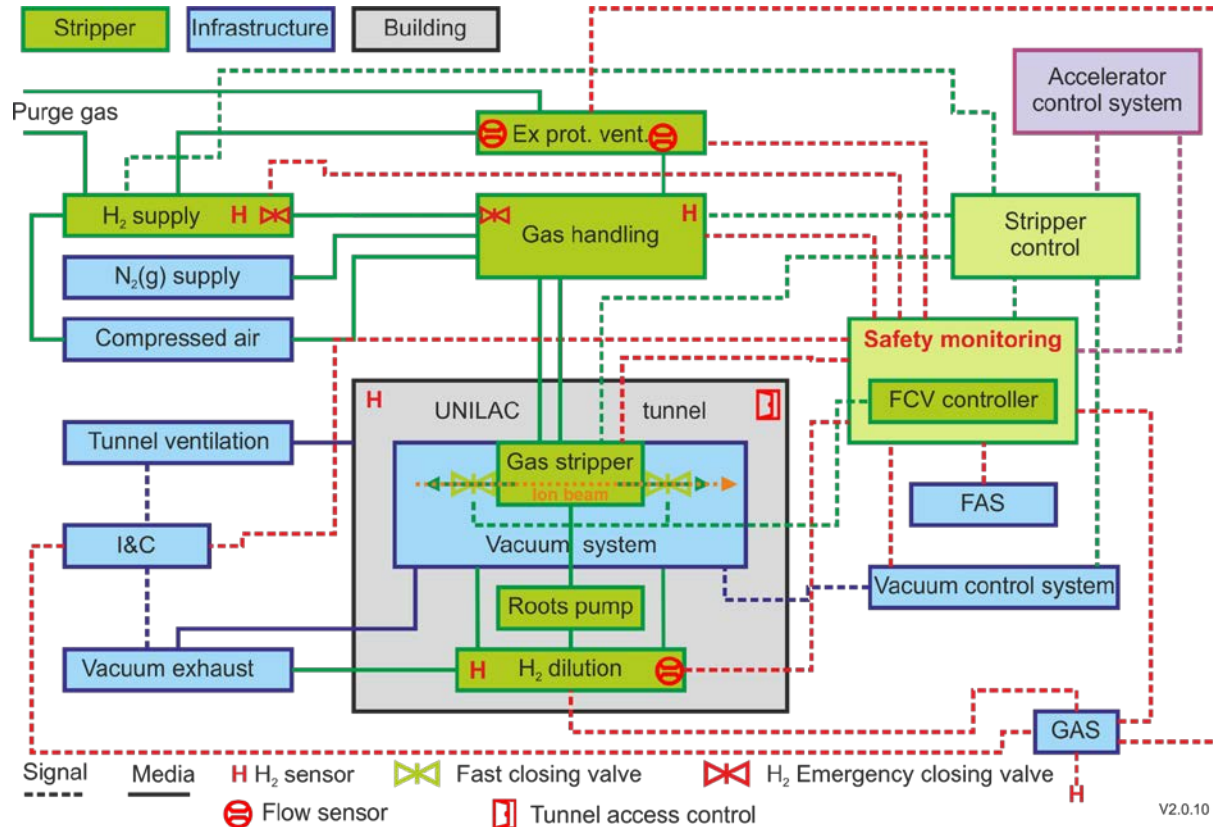 Stripper
Infrastructure
Building
Accelerator
control system
Purge gas
Ex prot. vent.
H₂ supply
H
H
Gas handling
Stripper
control
N₂(g) supply
Compressed air
Safety monitoring
FCV controller
H
UNILAC
tunnel
Tunnel ventilation
Gas stripper
Ion beam
FAS
I&C
Vacuum system
Vacuum control system
Roots pump
Vacuum exhaust
H
H₂ dilution
GAS
Signal
Media
H
H₂ sensor
Fast closing valve
H₂ Emergency closing valve
H
Flow sensor
Tunnel access control
V2.0.10